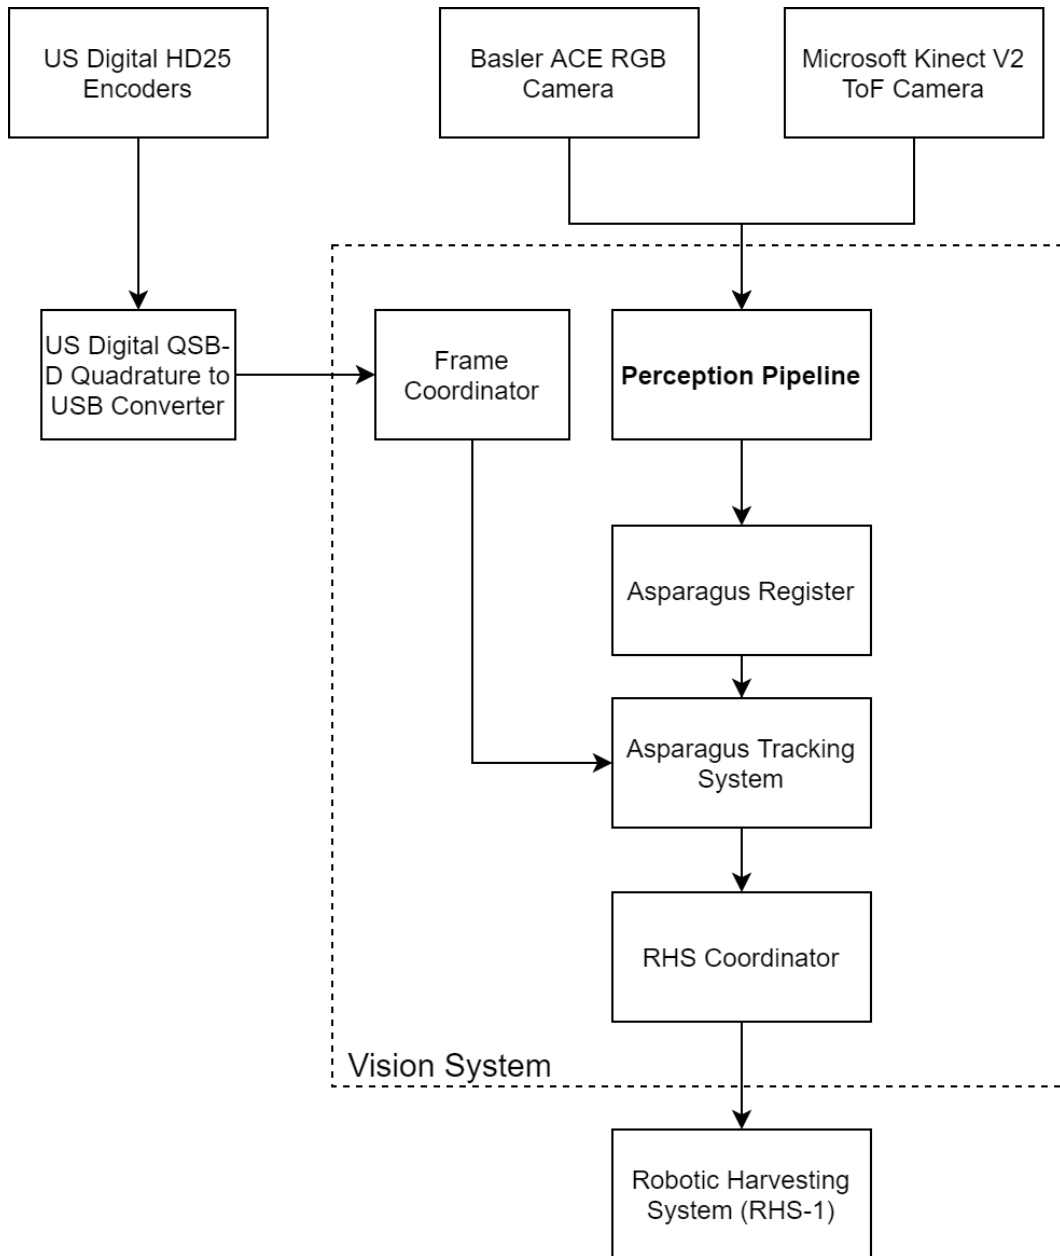 US Digital HD25
Encoders
Basler ACE RGB
Camera
Microsoft Kinect V2
ToF Camera
US Digital QSB-
D Quadrature to
USB Converter
Frame
Coordinator
Perception Pipeline
Asparagus Register
Asparagus Tracking
System
RHS Coordinator
Vision System
Robotic Harvesting
System (RHS-1)